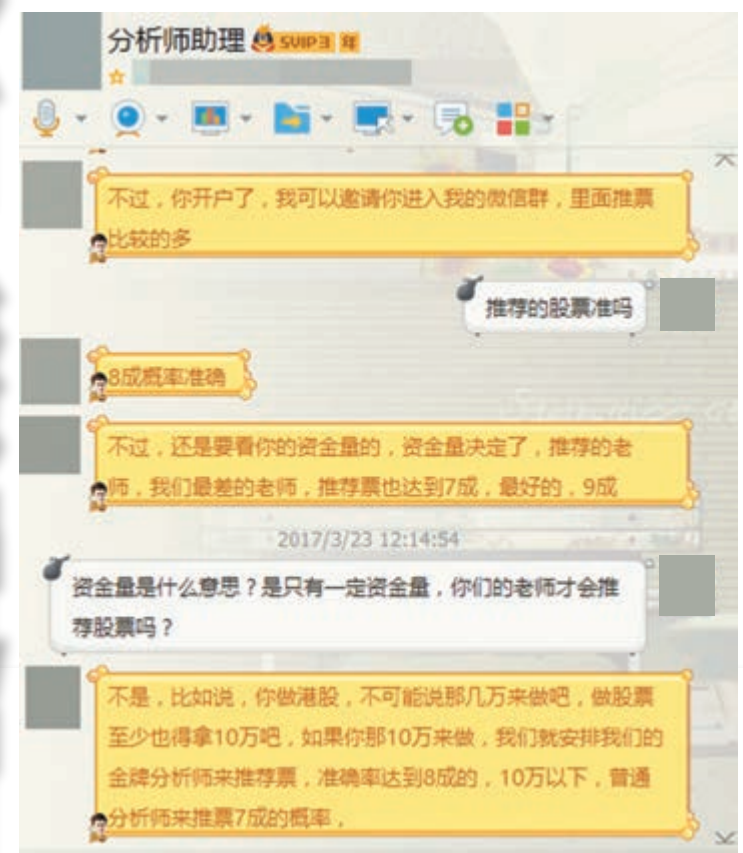 分析师助理 SVIP3 年
不过，你开户了，我可以邀请你进入我的微信群，里面推票
比较的多
推荐的股票准吗
8成概率准确
不过，还是要看你的资金量的，资金量决定了，推荐的老
师，我们最差的老师，推荐票也达到7成，最好的，9成
2017/3/23 12:14:54
资金量是什么意思？是只有一定资金量，你们的老师才会推
荐股票吗？
不是，比如说，你做港股，不可能说那几万来做吧，做股票
至少也得拿10万吧，如果你那10万来做，我们就安排我们的
金牌分析师来推荐票，准确率达到8成的，10万以下，普通
分析师来推票7成的概率，